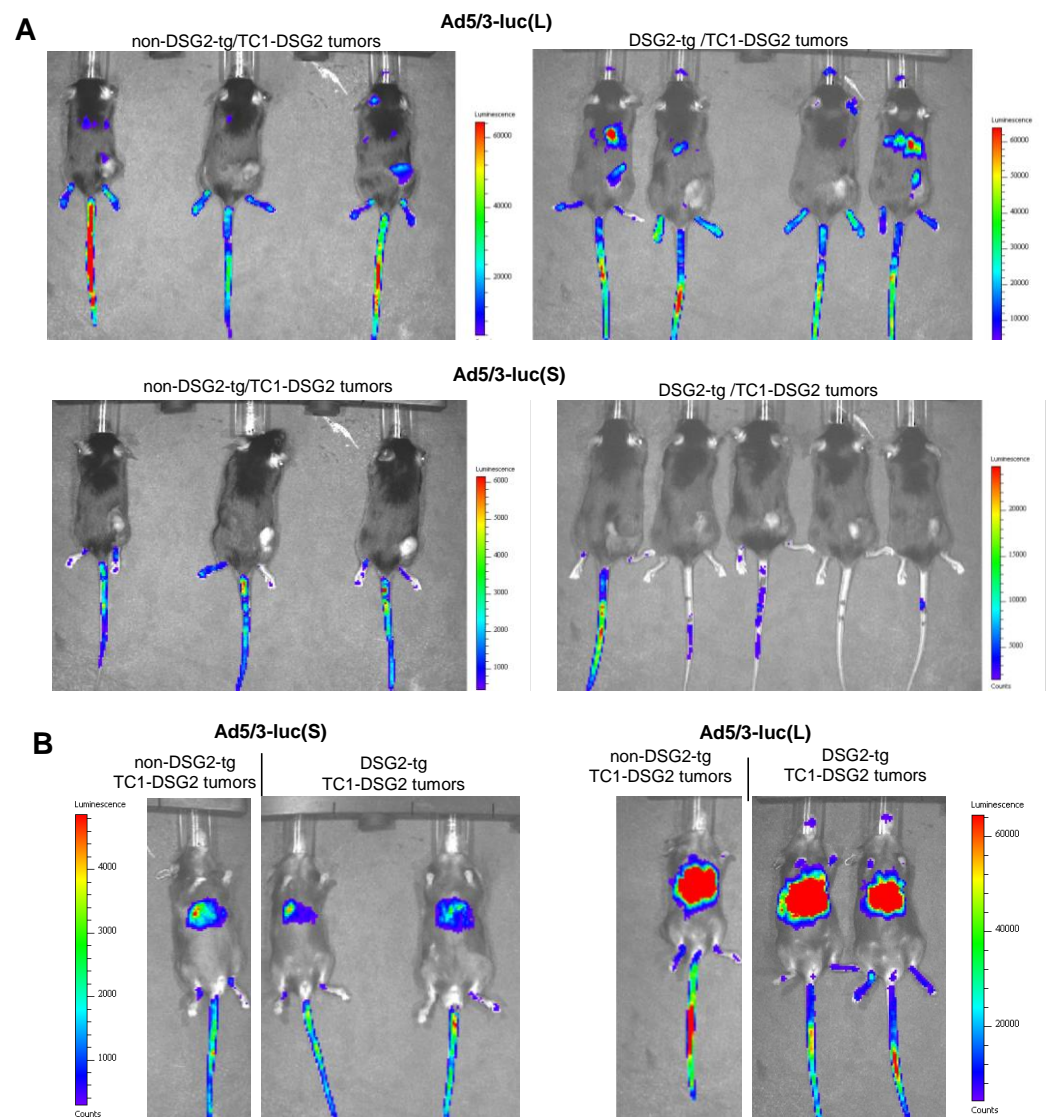 A
Ad5/3-luc(L)
non-DSG2-tg/TC1-DSG2 tumors
DSG2-tg /TC1-DSG2 tumors
Luminescence
60000
20000
Luminescence
60000
50000
40000
30000
20000
10000
Ad5/3-luc(S)
non-DSG2-tg/TC1-DSG2 tumors
DSG2-tg /TC1-DSG2 tumors
Luminescence
6000
5000
4000
3000
2000
1000
Luminescence
20000
15000
10000
5000
Counts
B
Ad5/3-luc(S)
Ad5/3-luc(L)
non-DSG2-tg
TC1-DSG2 tumors
DSG2-tg
TC1-DSG2 tumors
non-DSG2-tg
TC1-DSG2 tumors
DSG2-tg
TC1-DSG2 tumors
Luminescence
4000
3000
2000
1000
Counts
Luminescence
60000
40000
20000
Counts